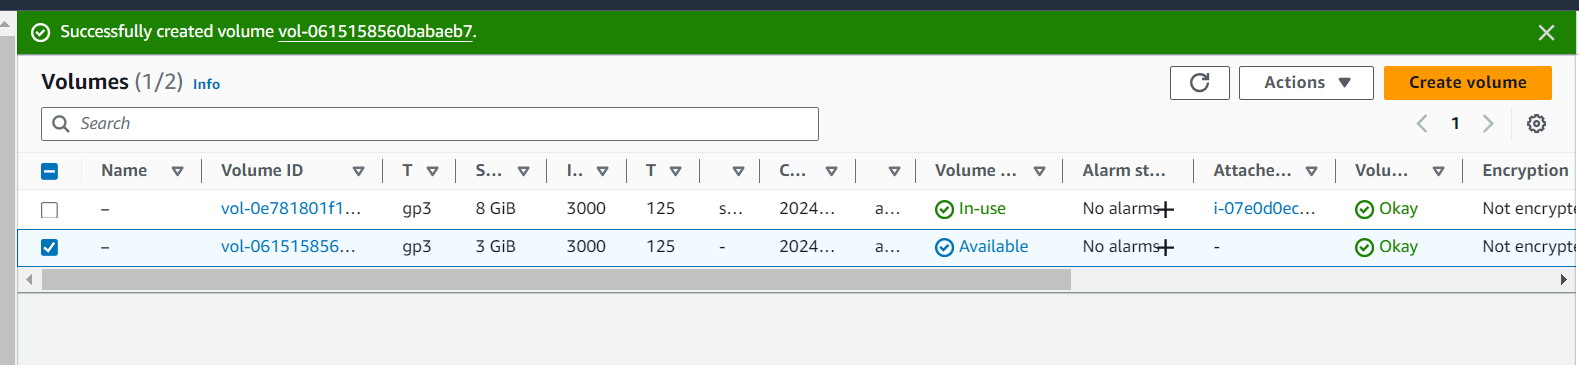 Successfully created volume vol-0615158560babaeb7.
Volumes (1/2) Info
Actions
Create volume
Search
1
Name Volume ID T S... I.. T C... Volume ... Alarm st... Attache... Volu... Encryption
– vol-0e781801f1... gp3 8 GiB 3000 125 s... 2024... a... In-use No alarms i-07e0d0ec... Okay Not encrypte
– vol-061515856... gp3 3 GiB 3000 125 - 2024... a... Available No alarms - Okay Not encrypte